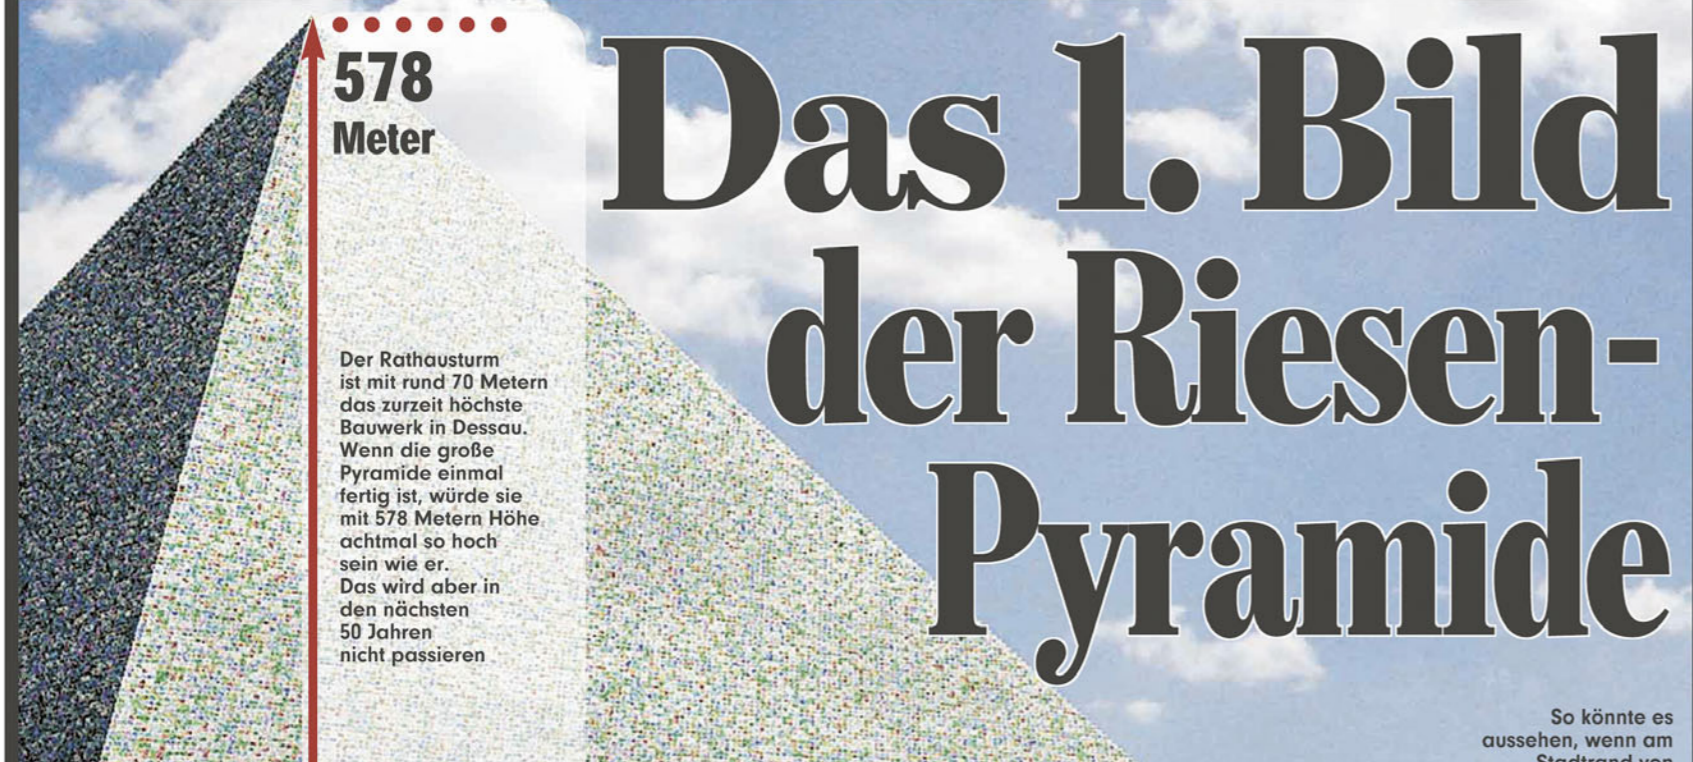 578
Meter
Das 1. Bild
der Riesen-
Pyramide
Der Rathausturm
ist mit rund 70 Metern
das zurzeit höchste
Bauwerk in Dessau.
Wenn die große
Pyramide einmal
fertig ist, würde sie
mit 578 Metern Höhe
achtmal so hoch
sein wie er.
Das wird aber in
den nächsten
50 Jahren
nicht passieren
So könnte es
aussehen, wenn am
Stadtrand von